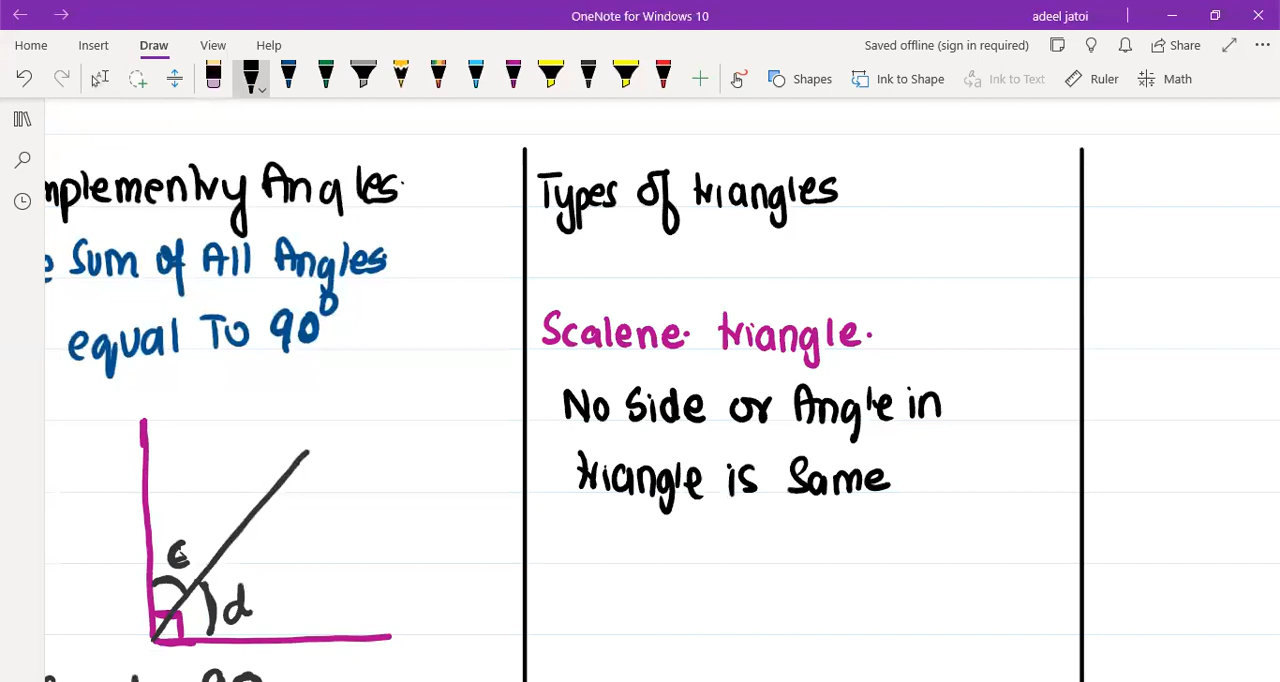 OneNote for Windows 10
adeel jatoi
Home Insert Draw View Help
Saved offline (sign in required)
Share
Shapes
Ink to Shape
Ink to Text
Ruler
Math
mplementry Angles.
Sum of All Angles
equal To 90°
E
d
90
Types of triangles
Scalene. triangle.
No Side or Angle in
triangle is Same